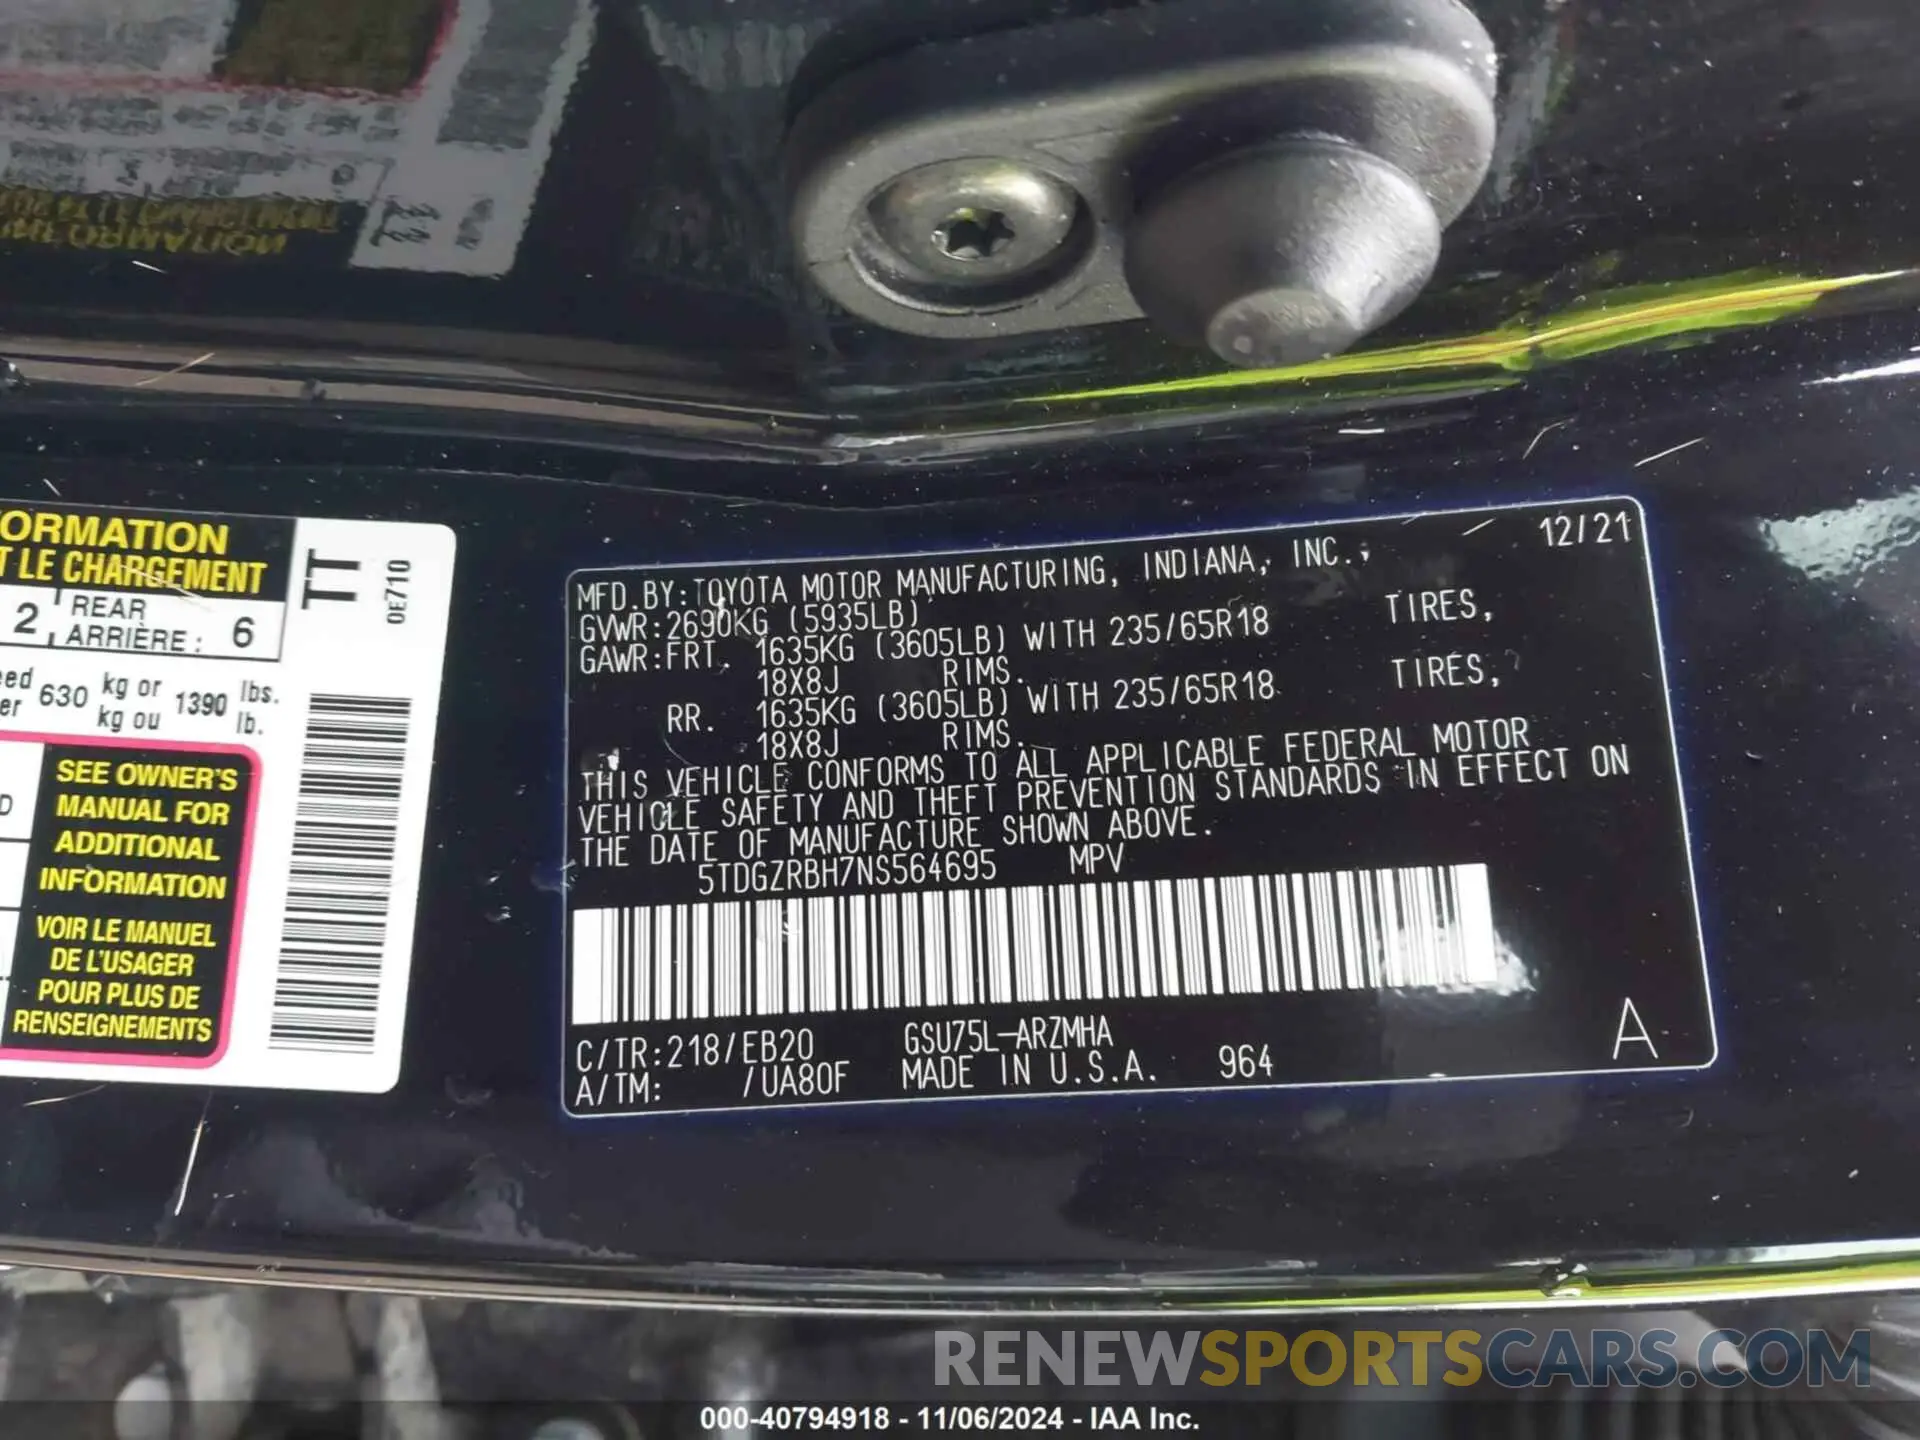 ORMATION
T LE CHARGEMENT
2 REAR
ARRIÈRE : 6
630 kg or 1390 lbs.
kg ou lb.
SEE OWNER'S
MANUAL FOR
ADDITIONAL
INFORMATION
VOIR LE MANUEL
DE L'USAGER
POUR PLUS DE
RENSEIGNEMENTS
TT
0E710
12/21
MFD.BY:TOYOTA MOTOR MANUFACTURING, INDIANA, INC.,
GVWR:2690KG (5935LB)
GAWR:FRT. 1635KG (3605LB) WITH 235/65R18 TIRES,
18X8J RIMS.
RR. 1635KG (3605LB) WITH 235/65R18 TIRES,
18X8J RIMS.
THIS VEHICLE CONFORMS TO ALL APPLICABLE FEDERAL MOTOR
VEHICLE SAFETY AND THEFT PREVENTION STANDARDS IN EFFECT ON
THE DATE OF MANUFACTURE SHOWN ABOVE.
5TDGZRBH7NS564695 MPV
C/TR:218/EB20 GSU75L-ARZMHA
A/TM: /UA80F MADE IN U.S.A. 964
A
RENEWSPORTSCARS.COM
000-40794918 - 11/06/2024 - IAA Inc.